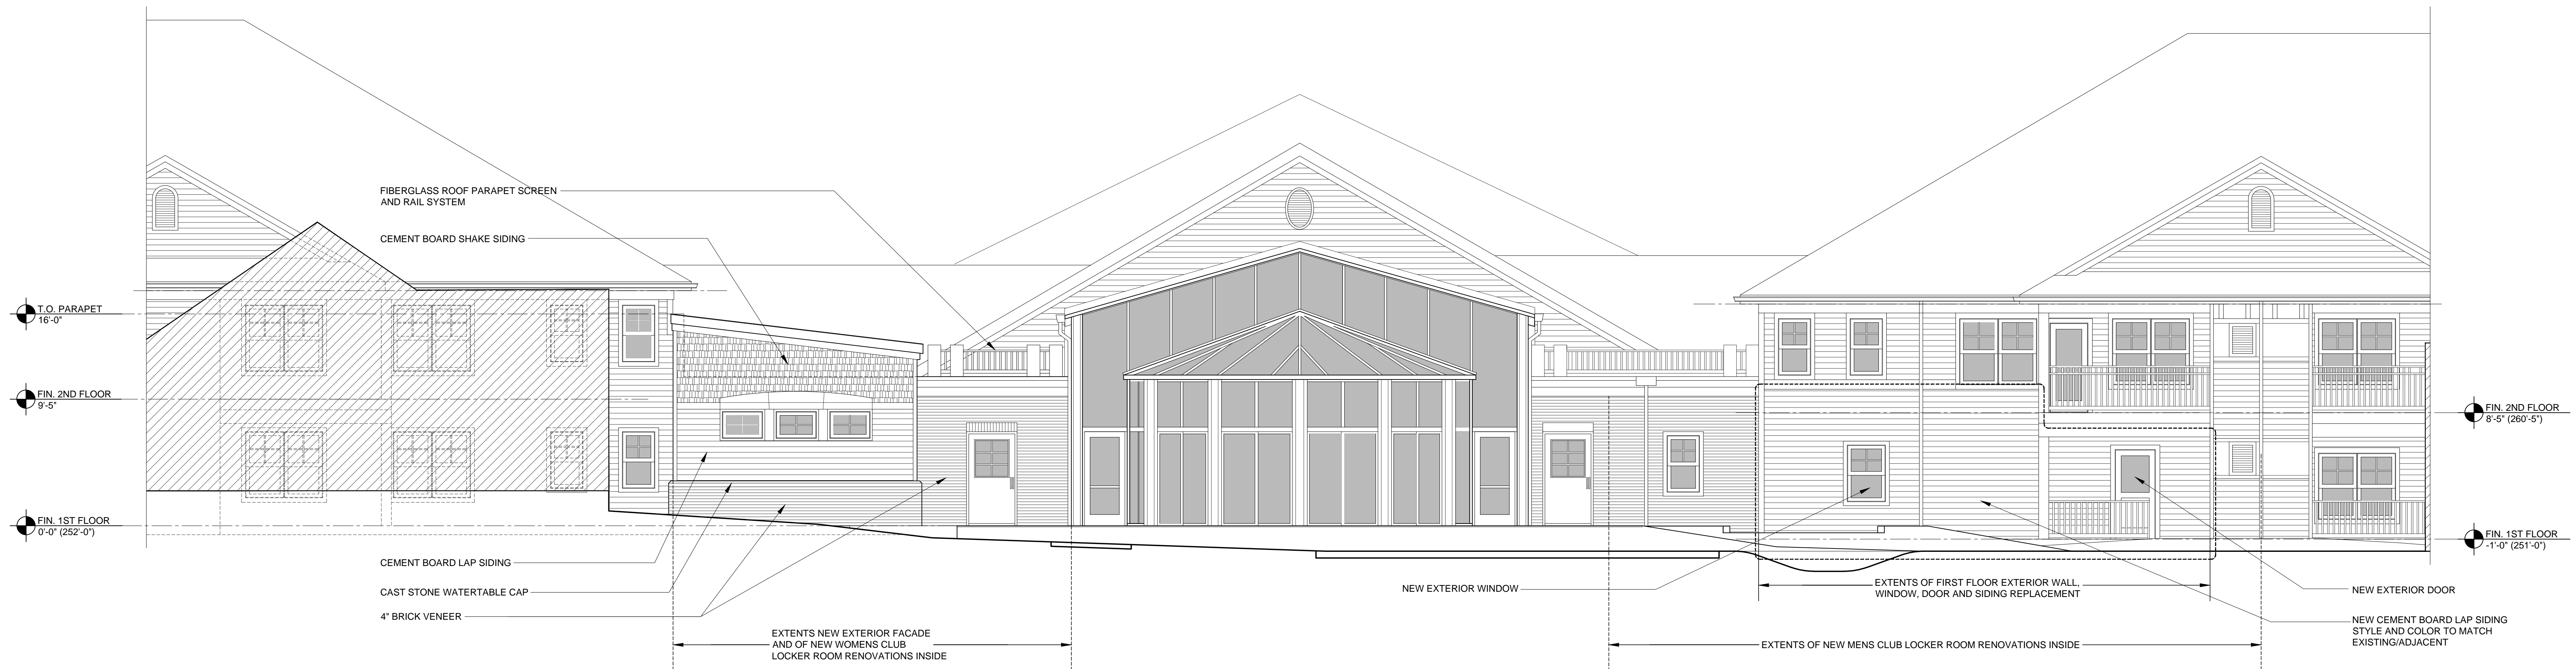 FIBERGLASS ROOF PARAPET SCREEN
AND RAIL SYSTEM
CEMENT BOARD SHAKE SIDING
T.O. PARAPET
16'-0"
FIN. 2ND FLOOR
9'-5"
FIN. 1ST FLOOR
0'-0" (252'-0")
CEMENT BOARD LAP SIDING
CAST STONE WATERTABLE CAP
4" BRICK VENEER
EXTENTS NEW EXTERIOR FACADE
AND OF NEW WOMENS CLUB
LOCKER ROOM RENOVATIONS INSIDE
NEW EXTERIOR WINDOW
EXTENTS OF FIRST FLOOR EXTERIOR WALL,
WINDOW, DOOR AND SIDING REPLACEMENT
EXTENTS OF NEW MENS CLUB LOCKER ROOM RENOVATIONS INSIDE
FIN. 2ND FLOOR
8'-5" (260'-5")
FIN. 1ST FLOOR
-1'-0" (251'-0")
NEW EXTERIOR DOOR
NEW CEMENT BOARD LAP SIDING
STYLE AND COLOR TO MATCH
EXISTING/ADJACENT